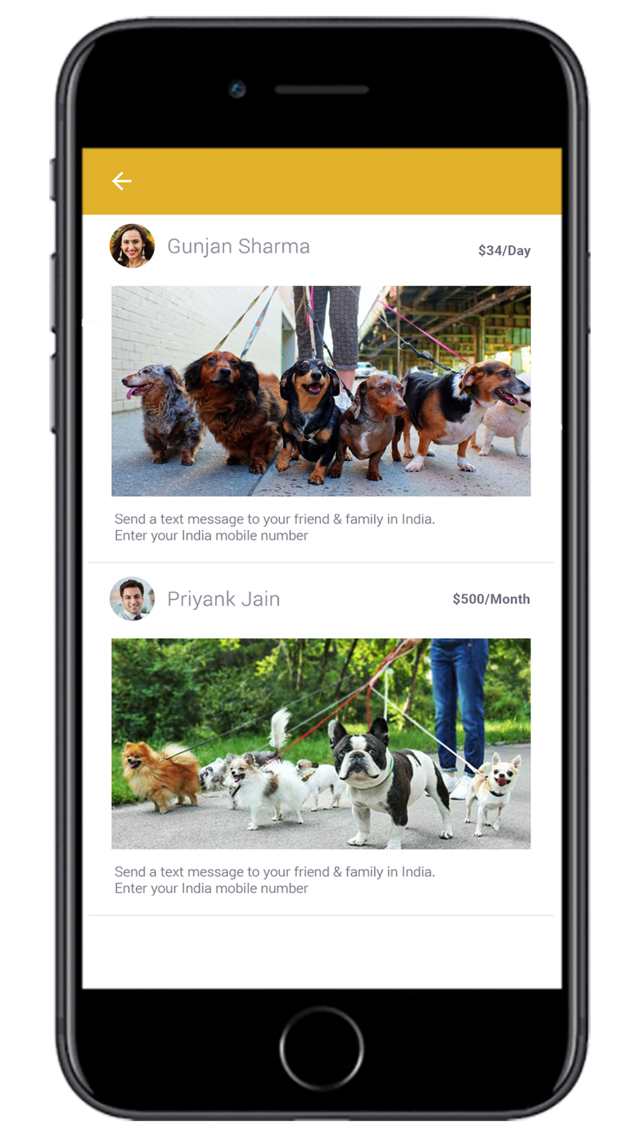 Gunjan Sharma
$34/Day
Send a text message to your friend & family in India.
Enter your India mobile number
Priyank Jain
$500/Month
Send a text message to your friend & family in India.
Enter your India mobile number